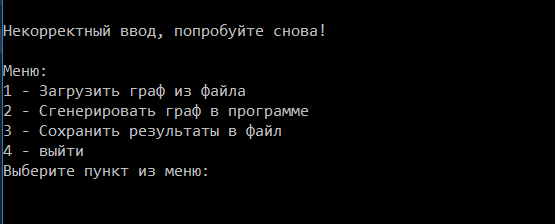 Некорректный ввод, попробуйте снова!
Меню:
1 - Загрузить граф из файла
2 - Сгенерировать граф в программе
3 - Сохранить результаты в файл
4 - выйти
Выберите пункт из меню: